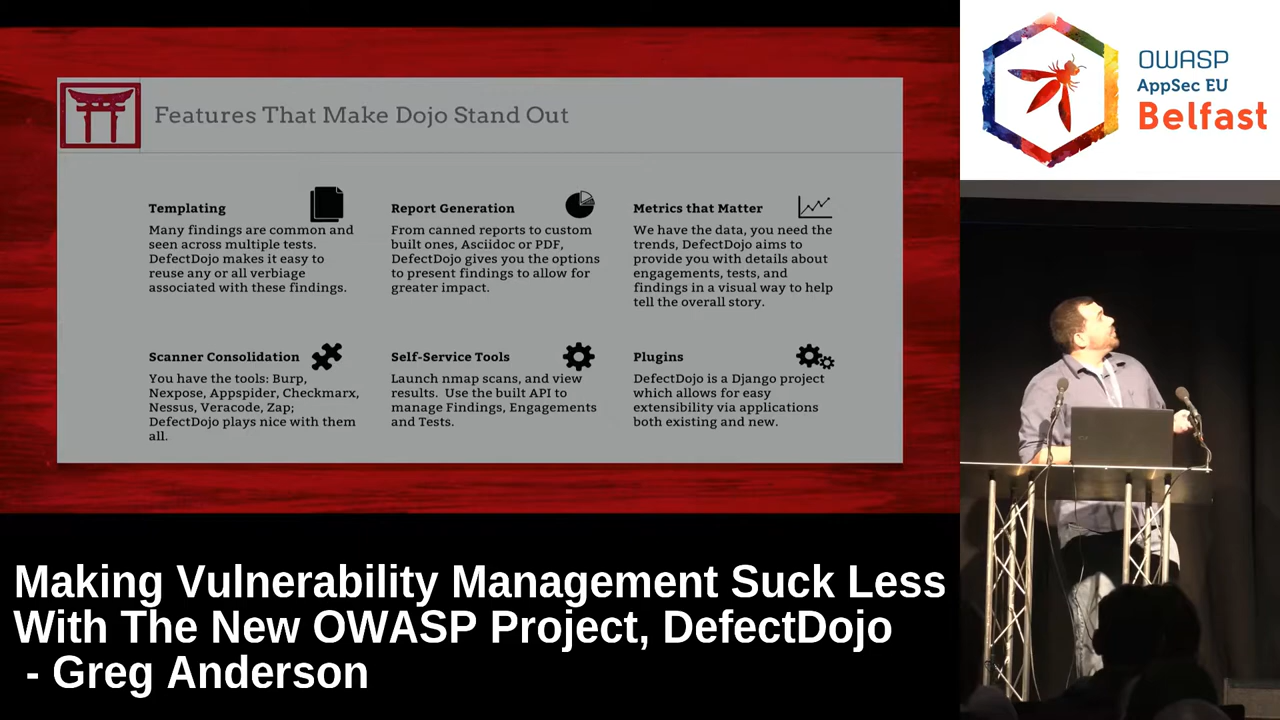 Features That Make Dojo Stand Out
Templating
Many findings are common and
seen across multiple tests.
DefectDojo makes it easy to
reuse any or all verbiage
associated with these findings.
Report Generation
From canned reports to custom
built ones, Asciidoc or PDF,
DefectDojo gives you the options
to present findings to allow for
greater impact.
Metrics that Matter
We have the data, you need the
trends, DefectDojo aims to
provide you with details about
engagements, tests, and
findings in a visual way to help
tell the overall story.
Scanner Consolidation
You have the tools: Burp,
Nexpose, Appspider, Checkmarx,
Nessus, Veracode, Zap;
DefectDojo plays nice with them
all.
Self-Service Tools
Launch nmap scans, and view
results.  Use the built API to
manage Findings, Engagements
and Tests.
Plugins
DefectDojo is a Django project
which allows for easy
extensibility via applications
both existing and new.
OWASP
AppSec EU
Belfast
Making Vulnerability Management Suck Less
With The New OWASP Project, DefectDojo
- Greg Anderson